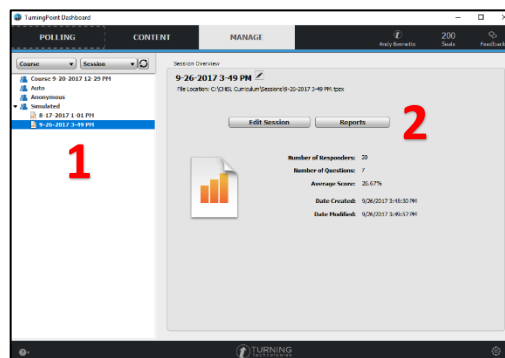 TurningPoint Dashboard
POLLING CONTENT MANAGE
Andy Bennetts
200
Seats
Feedback
Course Session
Session Overview
Course 9-20-2017 12-29 PM
Auto
Anonymous
Simulated
8-17-2017 1-01 PM
9-26-2017 3-49 PM
1
9-26-2017 3-49 PM
File Location: C:\CHSL Curriculum\Sessions\9-26-2017 3-49 PM.tpzx
Edit Session Reports
2
Number of Responders: 20
Number of Questions: 7
Average Score: 26.67%
Date Created: 9/26/2017 3:48:30 PM
Date Modified: 9/26/2017 3:49:57 PM
TURNING
TECHNOLOGIES